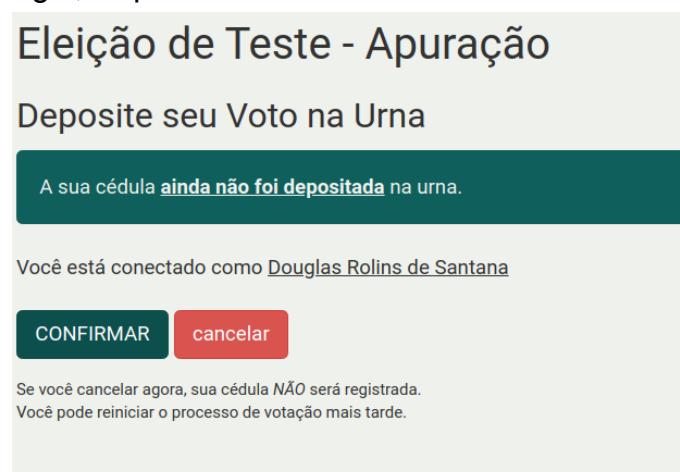 Eleição de Teste - Apuração
Deposite seu Voto na Urna
A sua cédula ainda não foi depositada na urna.
Você está conectado como Douglas Rolins de Santana
CONFIRMAR cancelar
Se você cancelar agora, sua cédula NÃO será registrada.
Você pode reiniciar o processo de votação mais tarde.